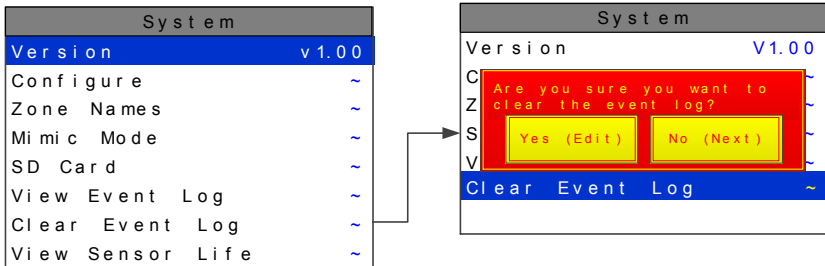 System
Version v1.00
Configure ~
Zone Names ~
Mimic Mode ~
SD Card ~
View Event Log ~
Clear Event Log ~
View Sensor Life ~
System
Version V1.00
C ~
Are you sure you want to
Z clear the event log? ~
S Yes (Edit) No (Next) ~
V ~
Clear Event Log ~